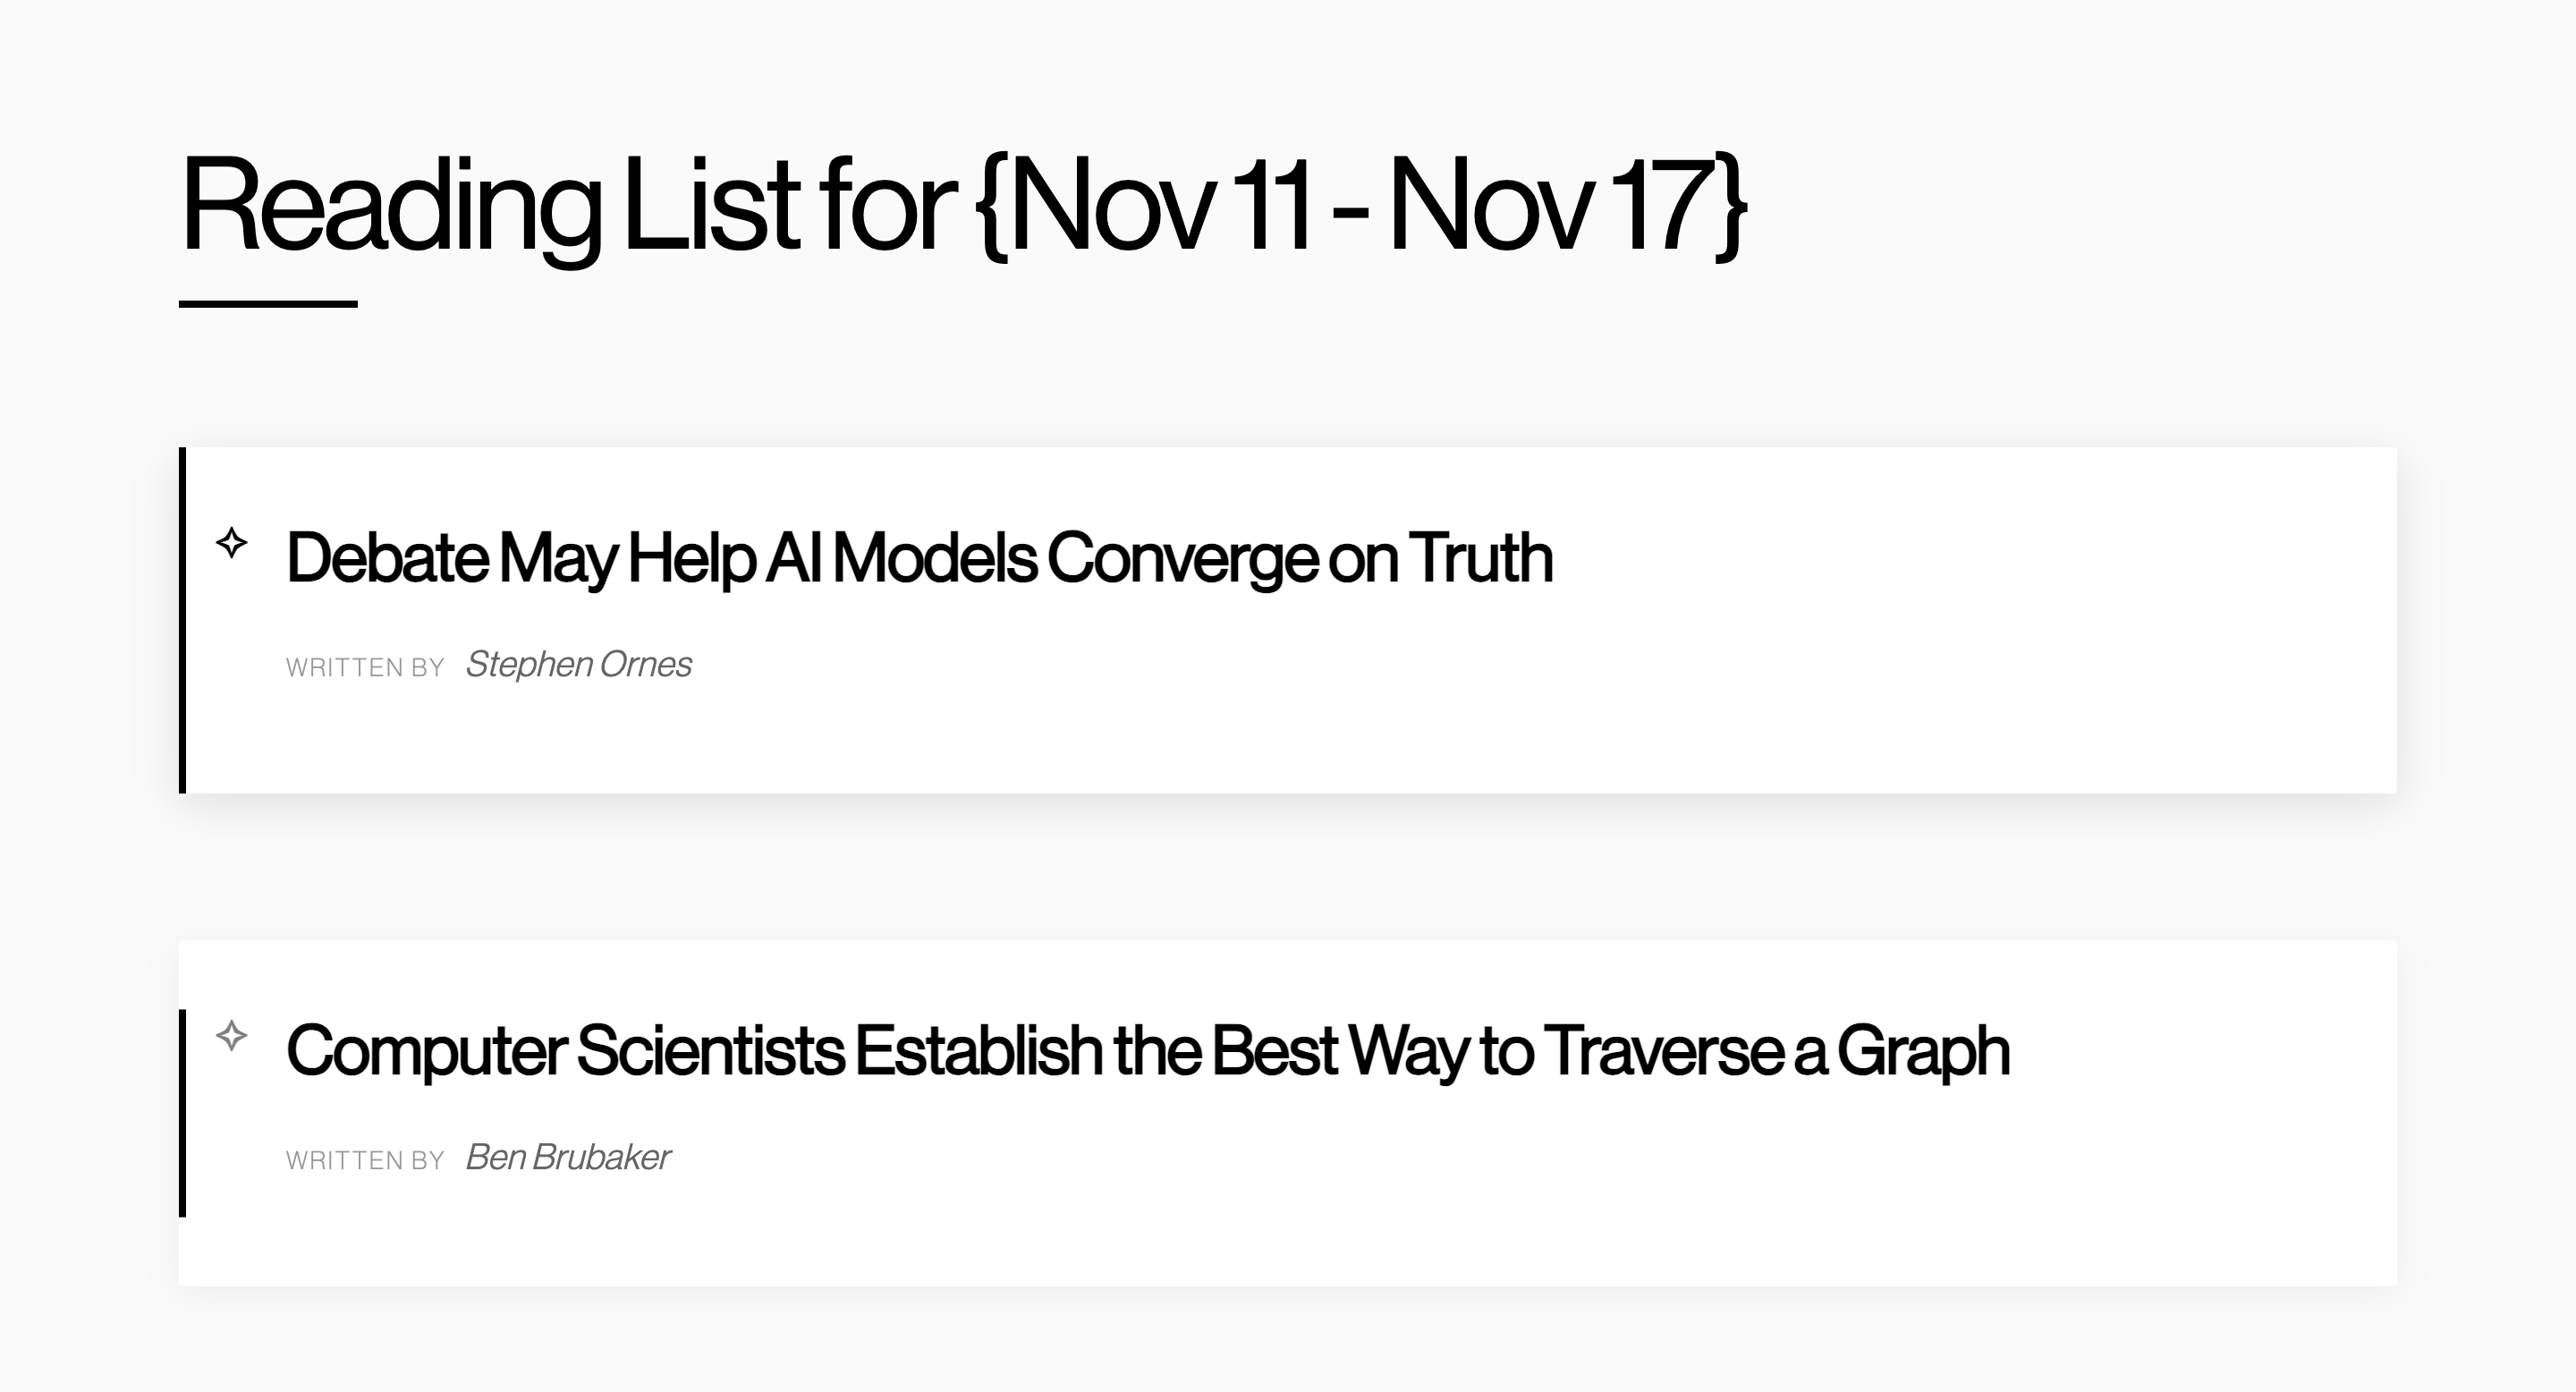 Reading List for {Nov 11 - Nov 17}
Debate May Help AI Models Converge on Truth
WRITTEN BY Stephen Ornes
Computer Scientists Establish the Best Way to Traverse a Graph
WRITTEN BY Ben Brubaker